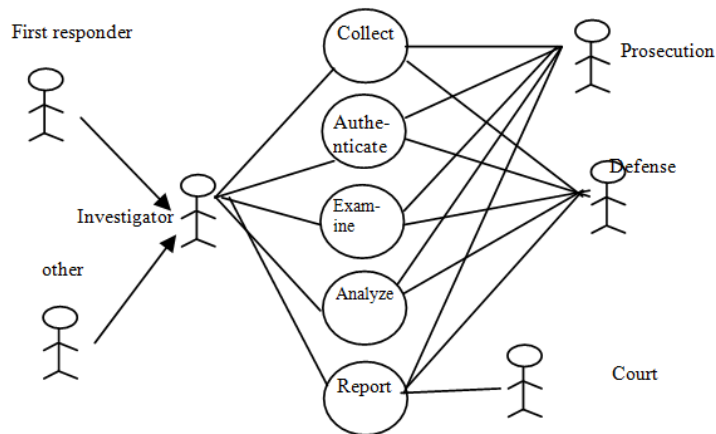 First responder
Collect
Prosecution
Authe-
nticate
Defense
Investigator
Exam-
ine
other
Analyze
Report
Court